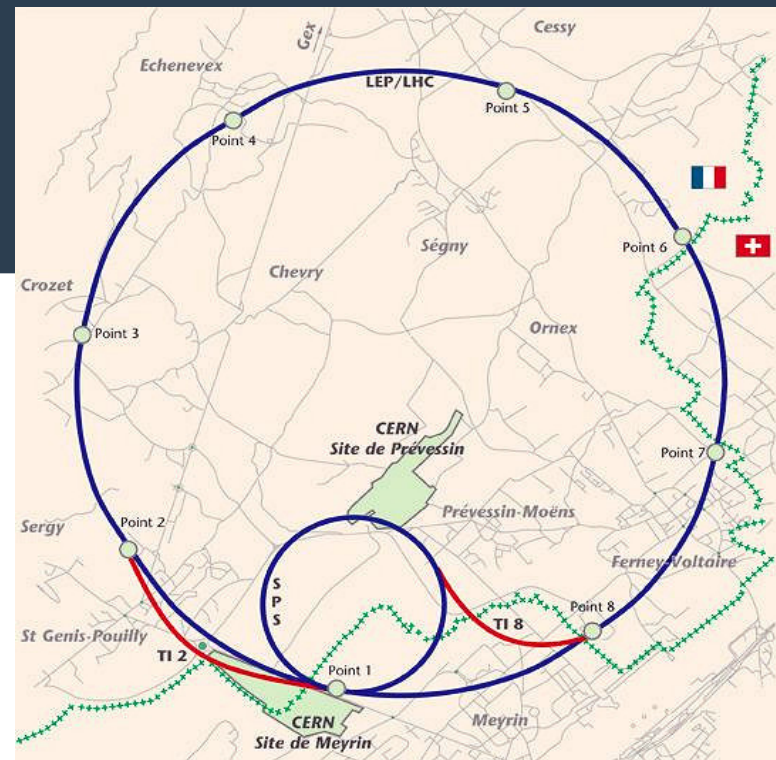 Cessy
Gex
Echenevex
LEP/LHC
Point 5
Point 4
Point 6
Ségny
Chevry
Crozet
Point 3
Ornex
CERN
Site de Prévessin
Point 7
Prévessin-Moëns
Sergy
Point 2
Ferney-Voltaire
SPS
Point 8
St Genis-Pouilly
TI 8
TI 2
Point 1
CERN
Site de Meyrin
Meyrin